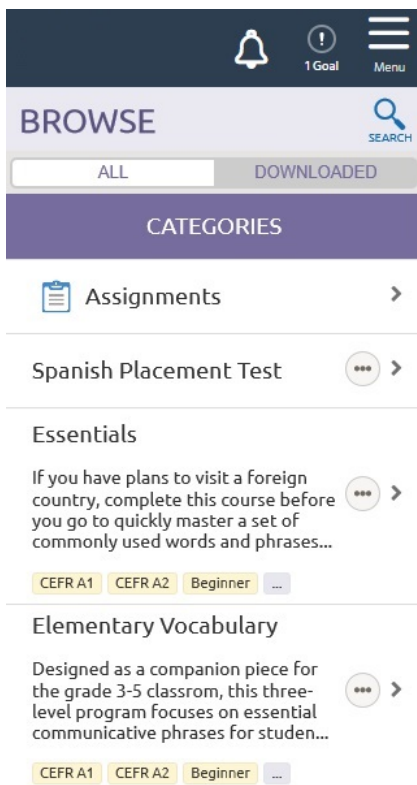 1 Goal
Menu
BROWSE
SEARCH
ALL
DOWNLOADED
CATEGORIES
Assignments
Spanish Placement Test
Essentials
If you have plans to visit a foreign
country, complete this course before
you go to quickly master a set of
commonly used words and phrases...
CEFR A1 CEFR A2 Beginner ...
Elementary Vocabulary
Designed as a companion piece for
the grade 3-5 classrom, this three-
level program focuses on essential
communicative phrases for studen...
CEFR A1 CEFR A2 Beginner ...